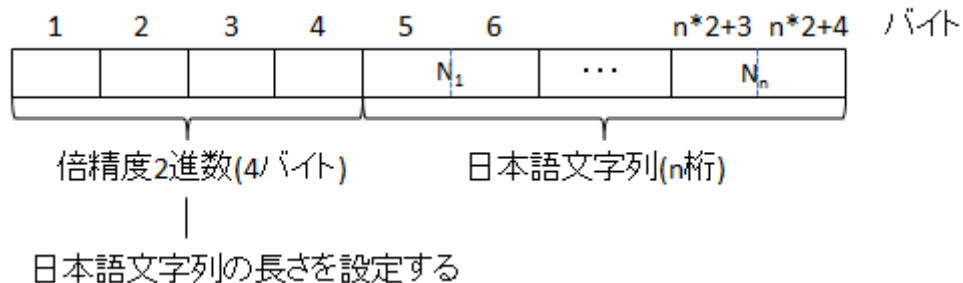 1 2 3 4 5 6 n*2+3 n*2+4 バイト
N1 ・・・ Nn
倍精度2進数(4バイト) 日本語文字列(n桁)
日本語文字列の長さを設定する